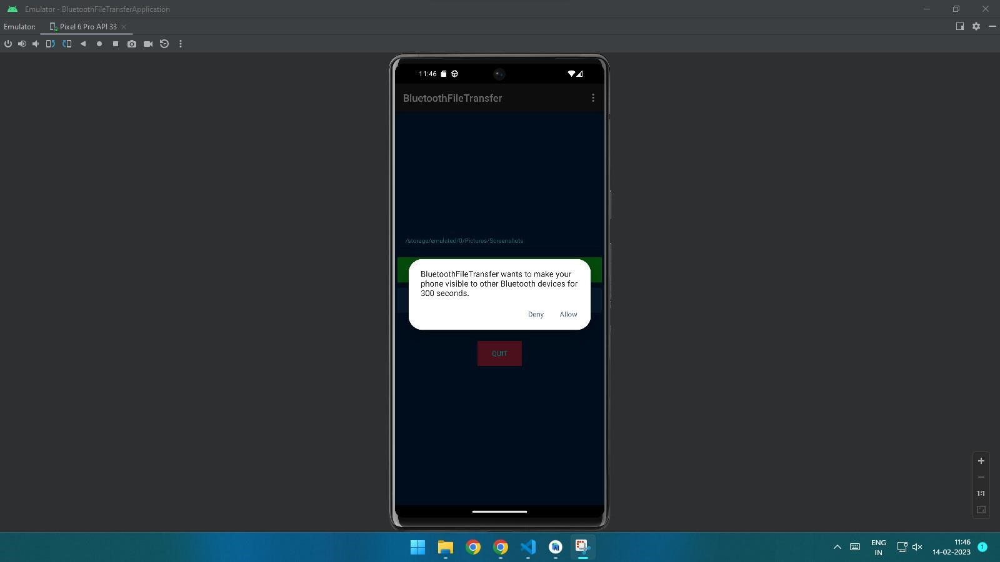 Emulator - BluetoothFileTransferApplication
Emulator: Pixel 6 Pro API 33
11:46
BluetoothFileTransfer
/storage/emulated/0/Pictures/Screenshots
BluetoothFileTransfer wants to make your
phone visible to other Bluetooth devices for
300 seconds.
Deny Allow
QUIT
1:1
ENG
IN
11:46
14-02-2023
1